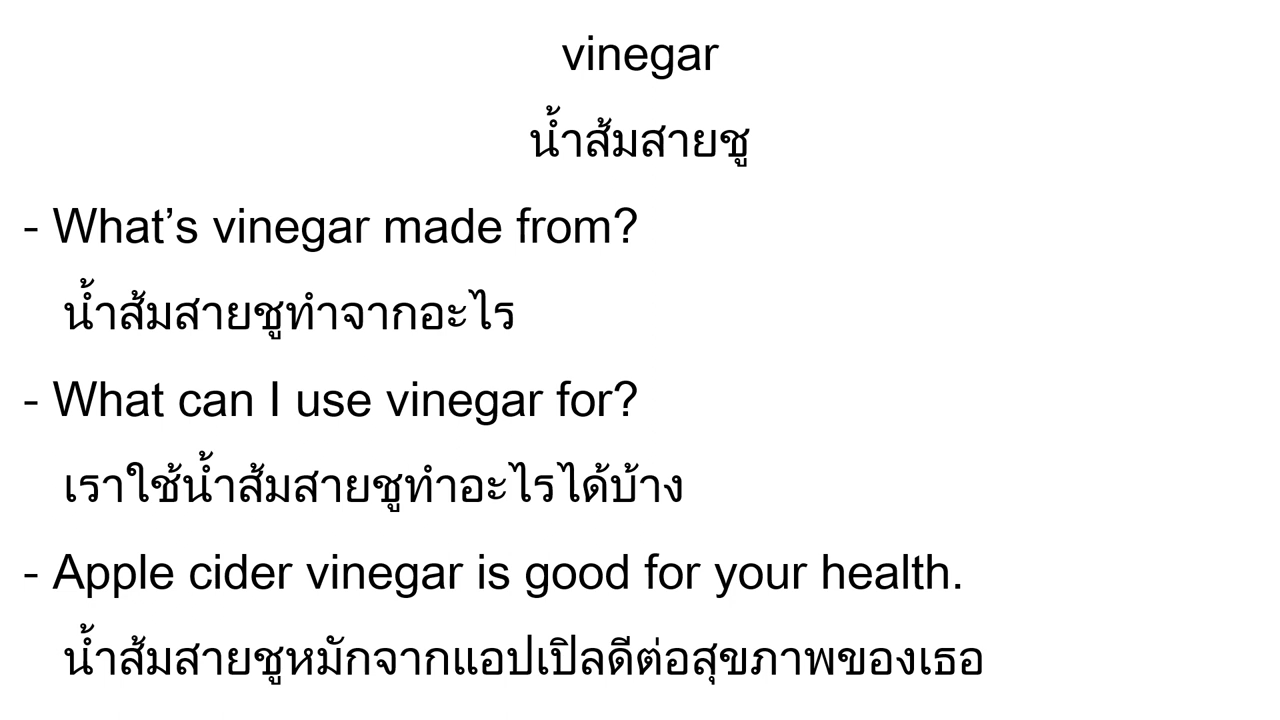 vinegar
น้ำส้มสายชู
- What’s vinegar made from?
น้ำส้มสายชูทำจากอะไร
- What can I use vinegar for?
เราใช้น้ำส้มสายชูทำอะไรได้บ้าง
- Apple cider vinegar is good for your health.
น้ำส้มสายชูหมักจากแอปเปิลดีต่อสุขภาพของเธอ